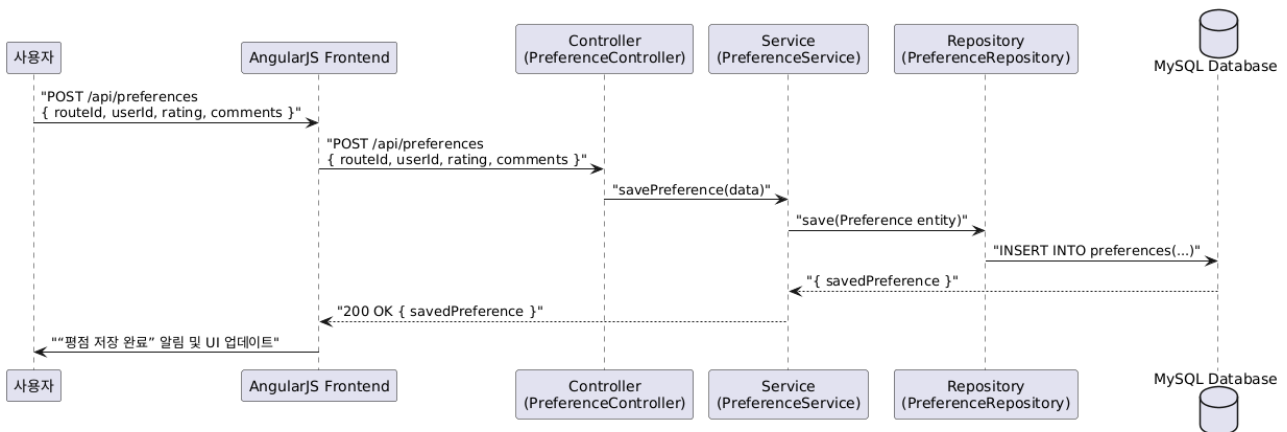 사용자
AngularJS Frontend
Controller
(PreferenceController)
Service
(PreferenceService)
Repository
(PreferenceRepository)
MySQL Database
"POST /api/preferences
{ routeId, userId, rating, comments }"
"POST /api/preferences
{ routeId, userId, rating, comments }"
"savePreference(data)"
"save(Preference entity)"
"INSERT INTO preferences(...)"
"{ savedPreference }"
"200 OK { savedPreference }"
"“평점 저장 완료” 알림 및 UI 업데이트"
사용자
AngularJS Frontend
Controller
(PreferenceController)
Service
(PreferenceService)
Repository
(PreferenceRepository)
MySQL Database